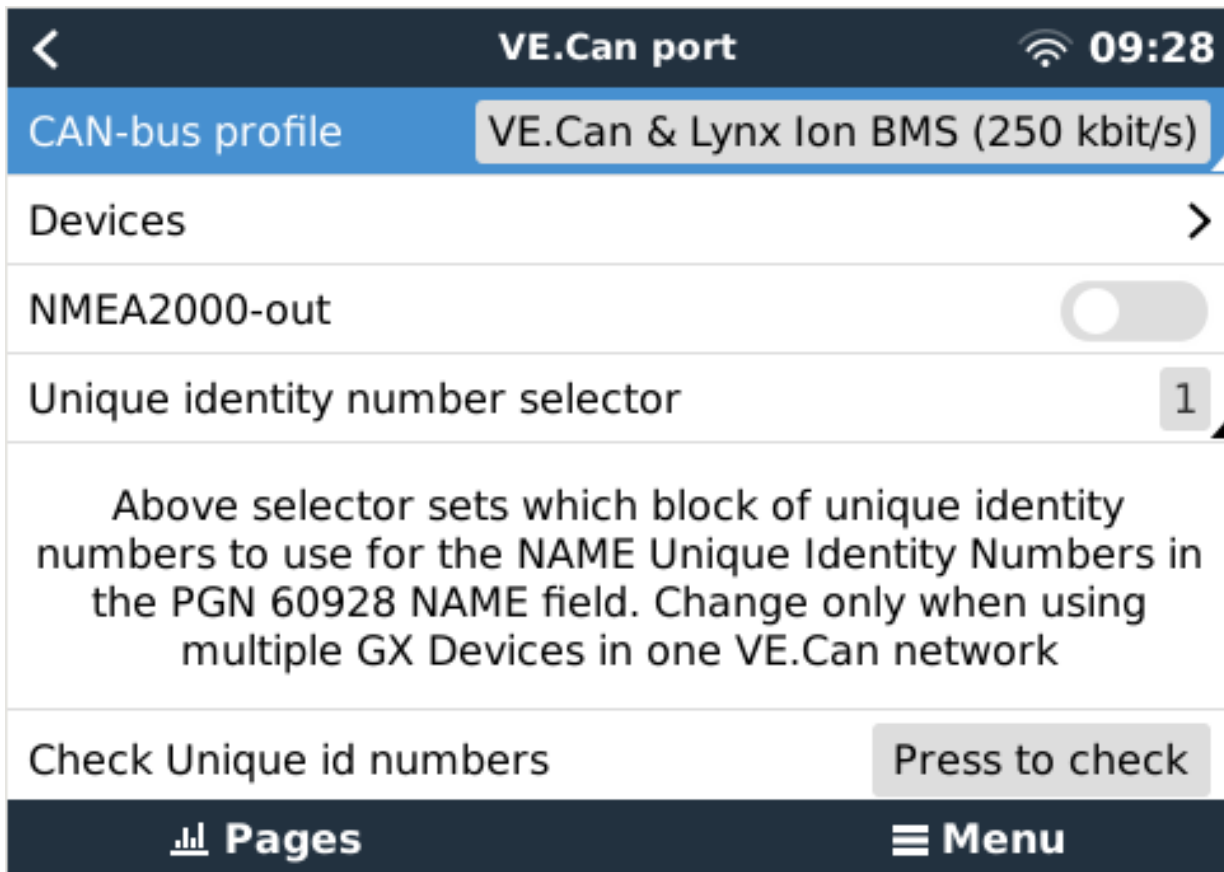 VE.Can port
09:28
CAN-bus profile
VE.Can & Lynx Ion BMS (250 kbit/s)
Devices
NMEA2000-out
Unique identity number selector
1
Above selector sets which block of unique identity
numbers to use for the NAME Unique Identity Numbers in
the PGN 60928 NAME field. Change only when using
multiple GX Devices in one VE.Can network
Check Unique id numbers
Press to check
Pages
Menu